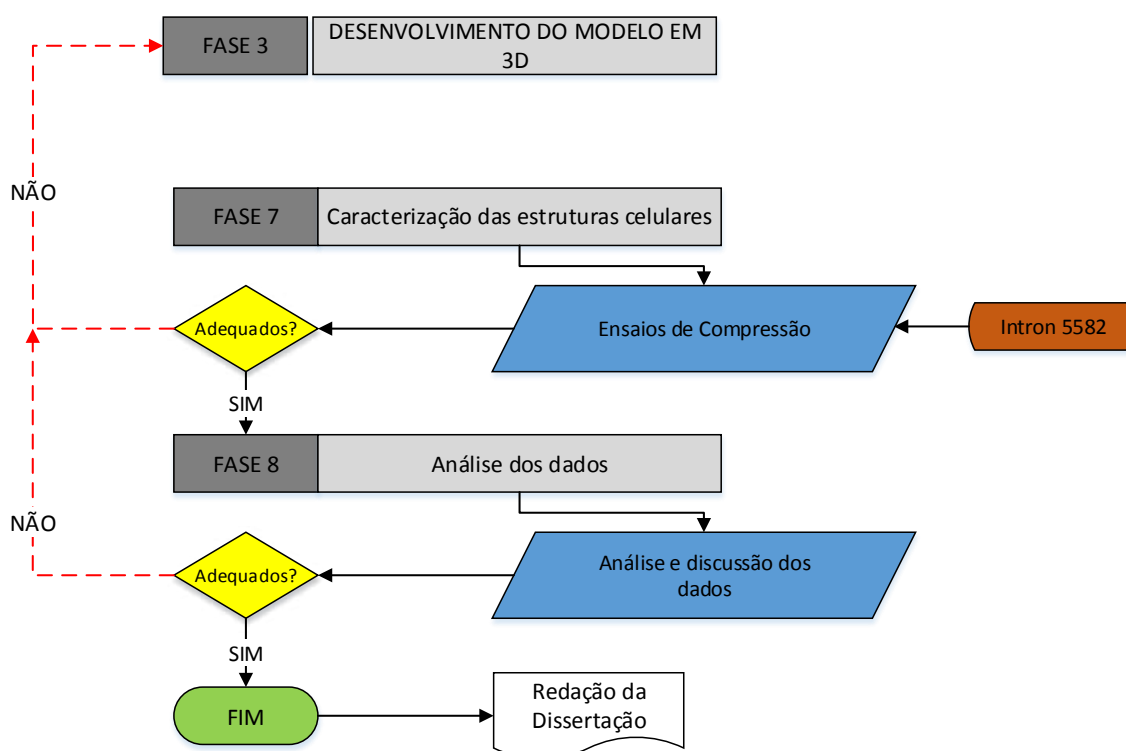 FASE 3
DESENVOLVIMENTO DO MODELO EM
3D
NÃO
FASE 7
Caracterização das estruturas celulares
Adequados?
Ensaios de Compressão
Intron 5582
SIM
FASE 8
Análise dos dados
NÃO
Adequados?
Análise e discussão dos
dados
SIM
FIM
Redação da
Dissertação